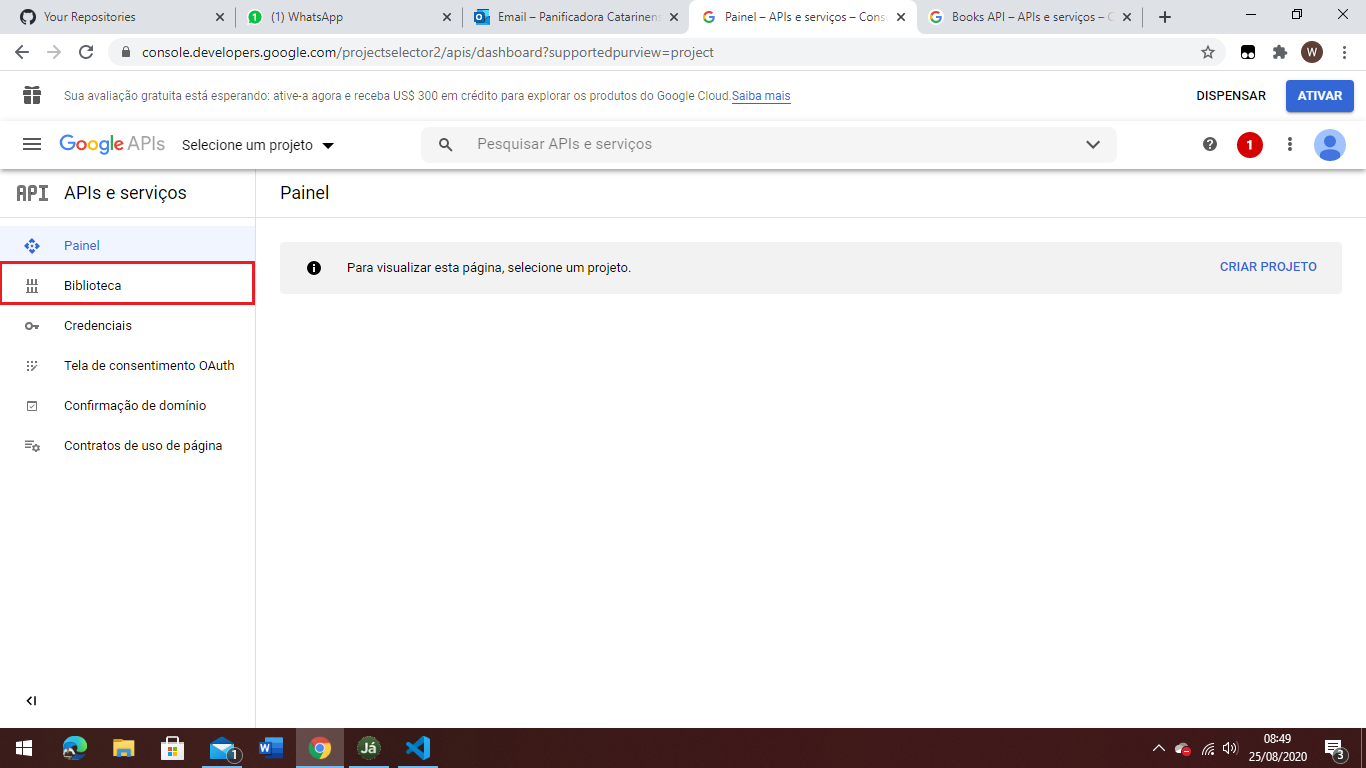 Your Repositories
(1) WhatsApp
Email – Panificadora Catarinens
Painel – APIs e serviços – Cons
Books API – APIs e serviços – C
console.developers.google.com/projectselector2/apis/dashboard?supportedpurview=project
W
Sua avaliação gratuita está esperando: ative-a agora e receba US$ 300 em crédito para explorar os produtos do Google Cloud.Saiba mais
DISPENSAR
ATIVAR
Google APIs
Selecione um projeto
Pesquisar APIs e serviços
1
API APIs e serviços
Painel
Painel
Biblioteca
Credenciais
Tela de consentimento OAuth
Confirmação de domínio
Contratos de uso de página
Para visualizar esta página, selecione um projeto.
CRIAR PROJETO
1
Já
08:49
25/08/2020
3